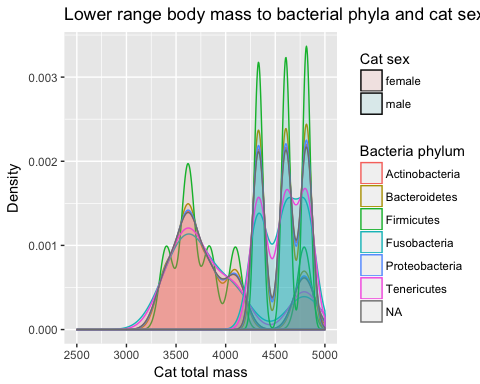 Lower range body mass to bacterial phyla and cat sex
0.003
0.002
0.001
0.000
Density
2500 3000 3500 4000 4500 5000
Cat total mass
Cat sex
female
male
Bacteria phylum
Actinobacteria
Bacteroidetes
Firmicutes
Fusobacteria
Proteobacteria
Tenericutes
NA